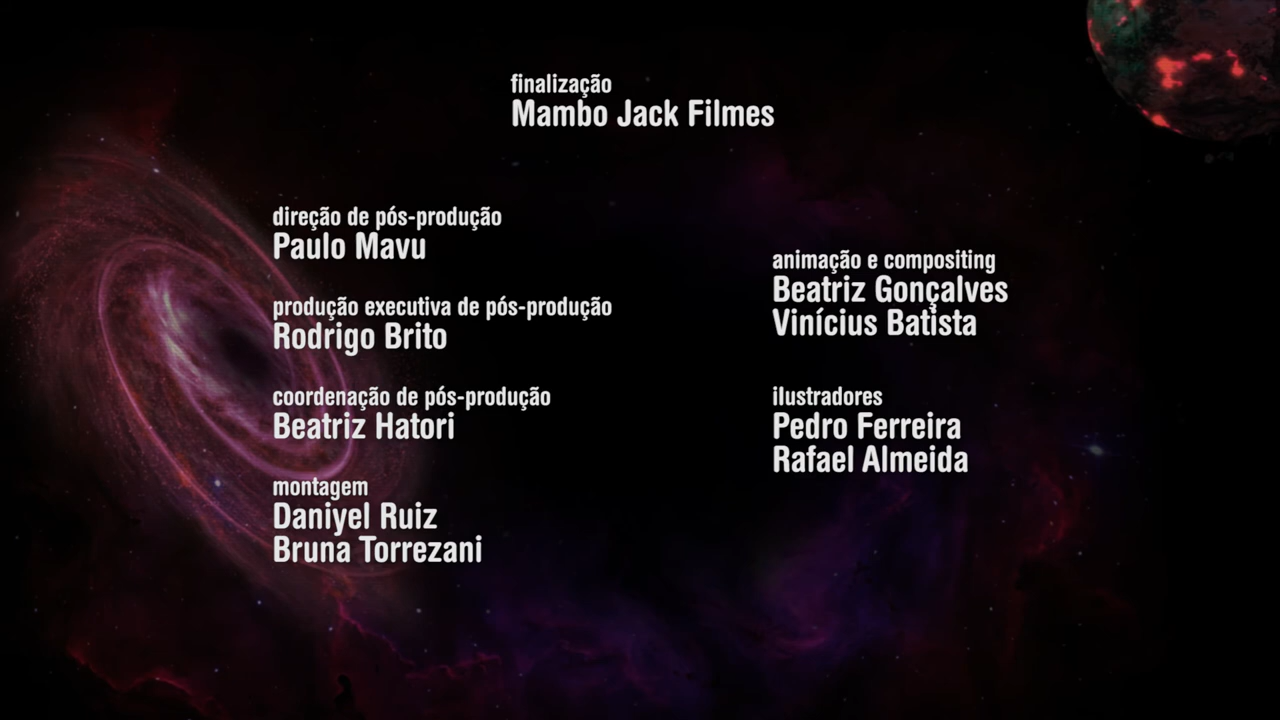 finalização
Mambo Jack Filmes
direção de pós-produção
Paulo Mavu
produção executiva de pós-produção
Rodrigo Brito
coordenação de pós-produção
Beatriz Hatori
montagem
Daniyel Ruiz
Bruna Torrezani
animação e compositing
Beatriz Gonçalves
Vinícius Batista
ilustradores
Pedro Ferreira
Rafael Almeida